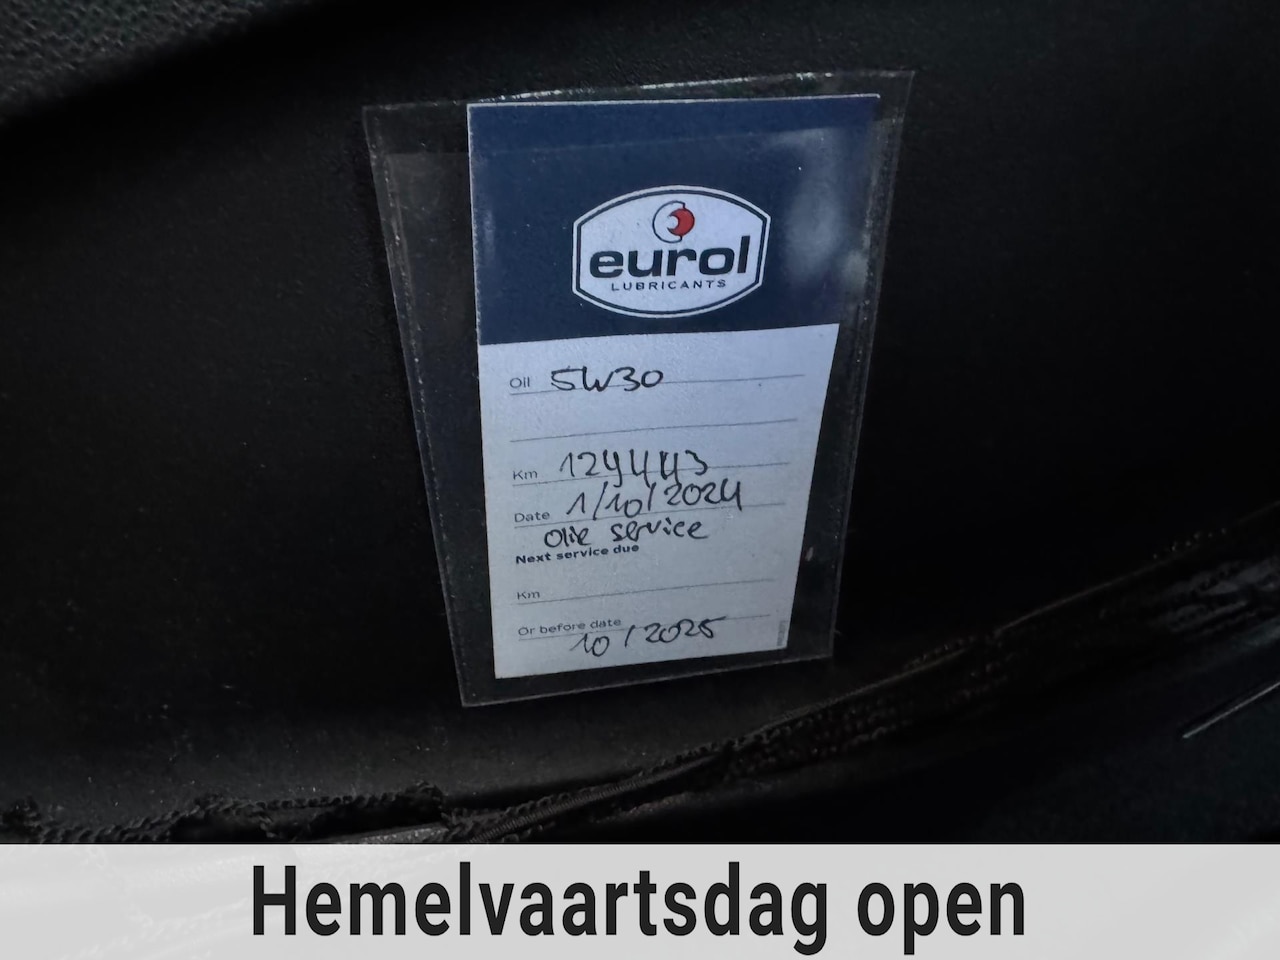 eurol
LUBRICANTS
Oil 5W30
Km 124443
Date 1/10/2024
Olie service
Next service due
Km
Or before date
10/2025
Hemelvaartsdag open